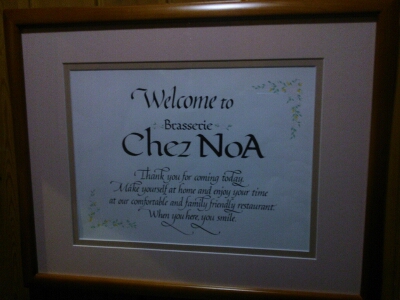 Welcome to
Brasserie
Chez NoA
Thank you for coming today.
Make yourself at home and enjoy your time
at our comfortable and family friendly restaurant.
When you here, you smile.